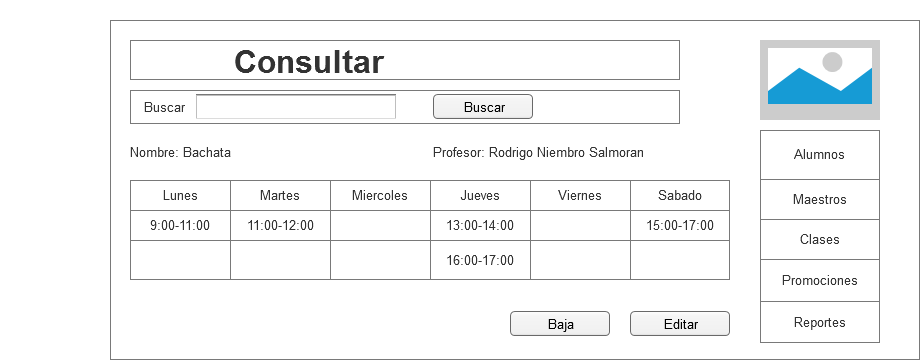 Consultar
Buscar Buscar
Nombre: Bachata Profesor: Rodrigo Niembro Salmoran
Lunes Martes Miercoles Jueves Viernes Sabado
9:00-11:00 11:00-12:00 13:00-14:00 15:00-17:00
16:00-17:00
Baja Editar
Alumnos
Maestros
Clases
Promociones
Reportes